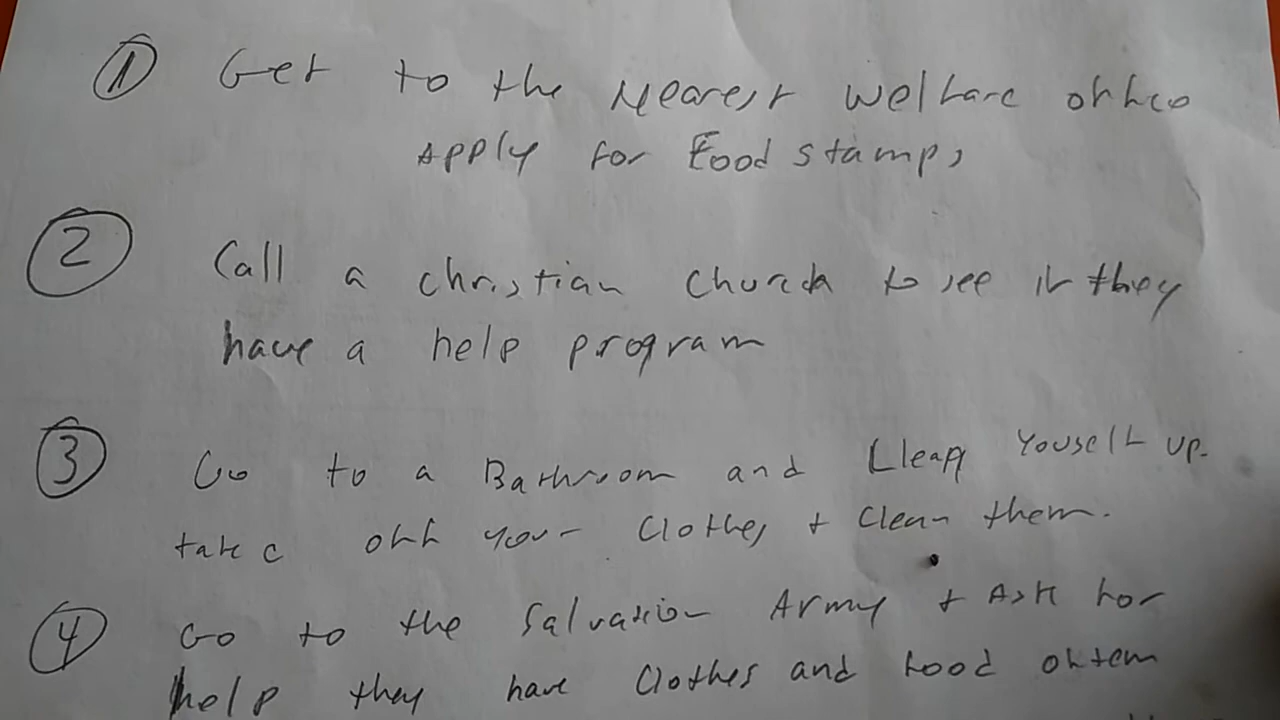 ① Get to the Nearest welfare office
Apply for Food stamps
② Call a christian Church to see if they
have a help program
③ Go to a Bathroom and Clean Youself up.
take off your Clothes + Clean them.
④ Go to the Salvation Army + Ask for
help they have Clothes and food oftem